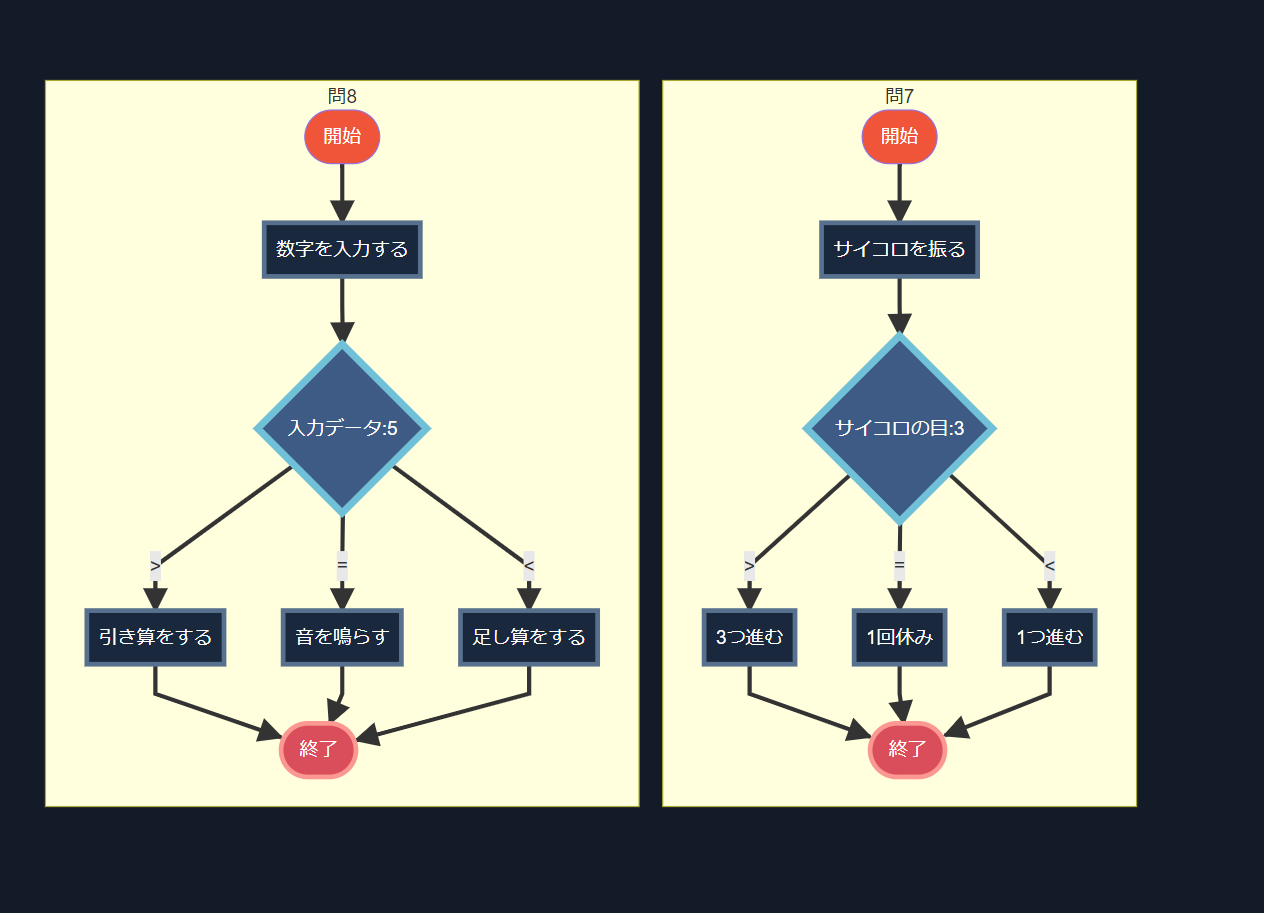 問8
開始
数字を入力する
入力データ:5
>
=
<
引き算をする
音を鳴らす
足し算をする
終了
問7
開始
サイコロを振る
サイコロの目:3
>
=
<
3つ進む
1回休み
1つ進む
終了